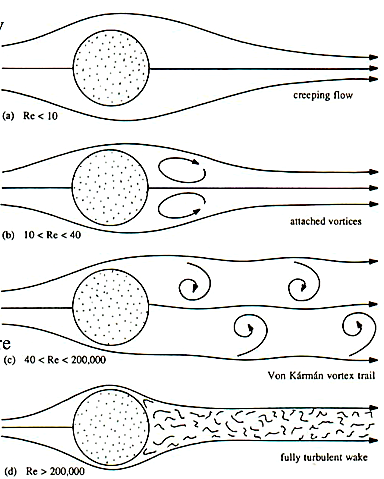 y
creeping flow
(a) Re < 10
attached vortices
(b) 10 < Re < 40
re
(c) 40 < Re < 200,000
Von Kármán vortex trail
fully turbulent wake
(d) Re > 200,000